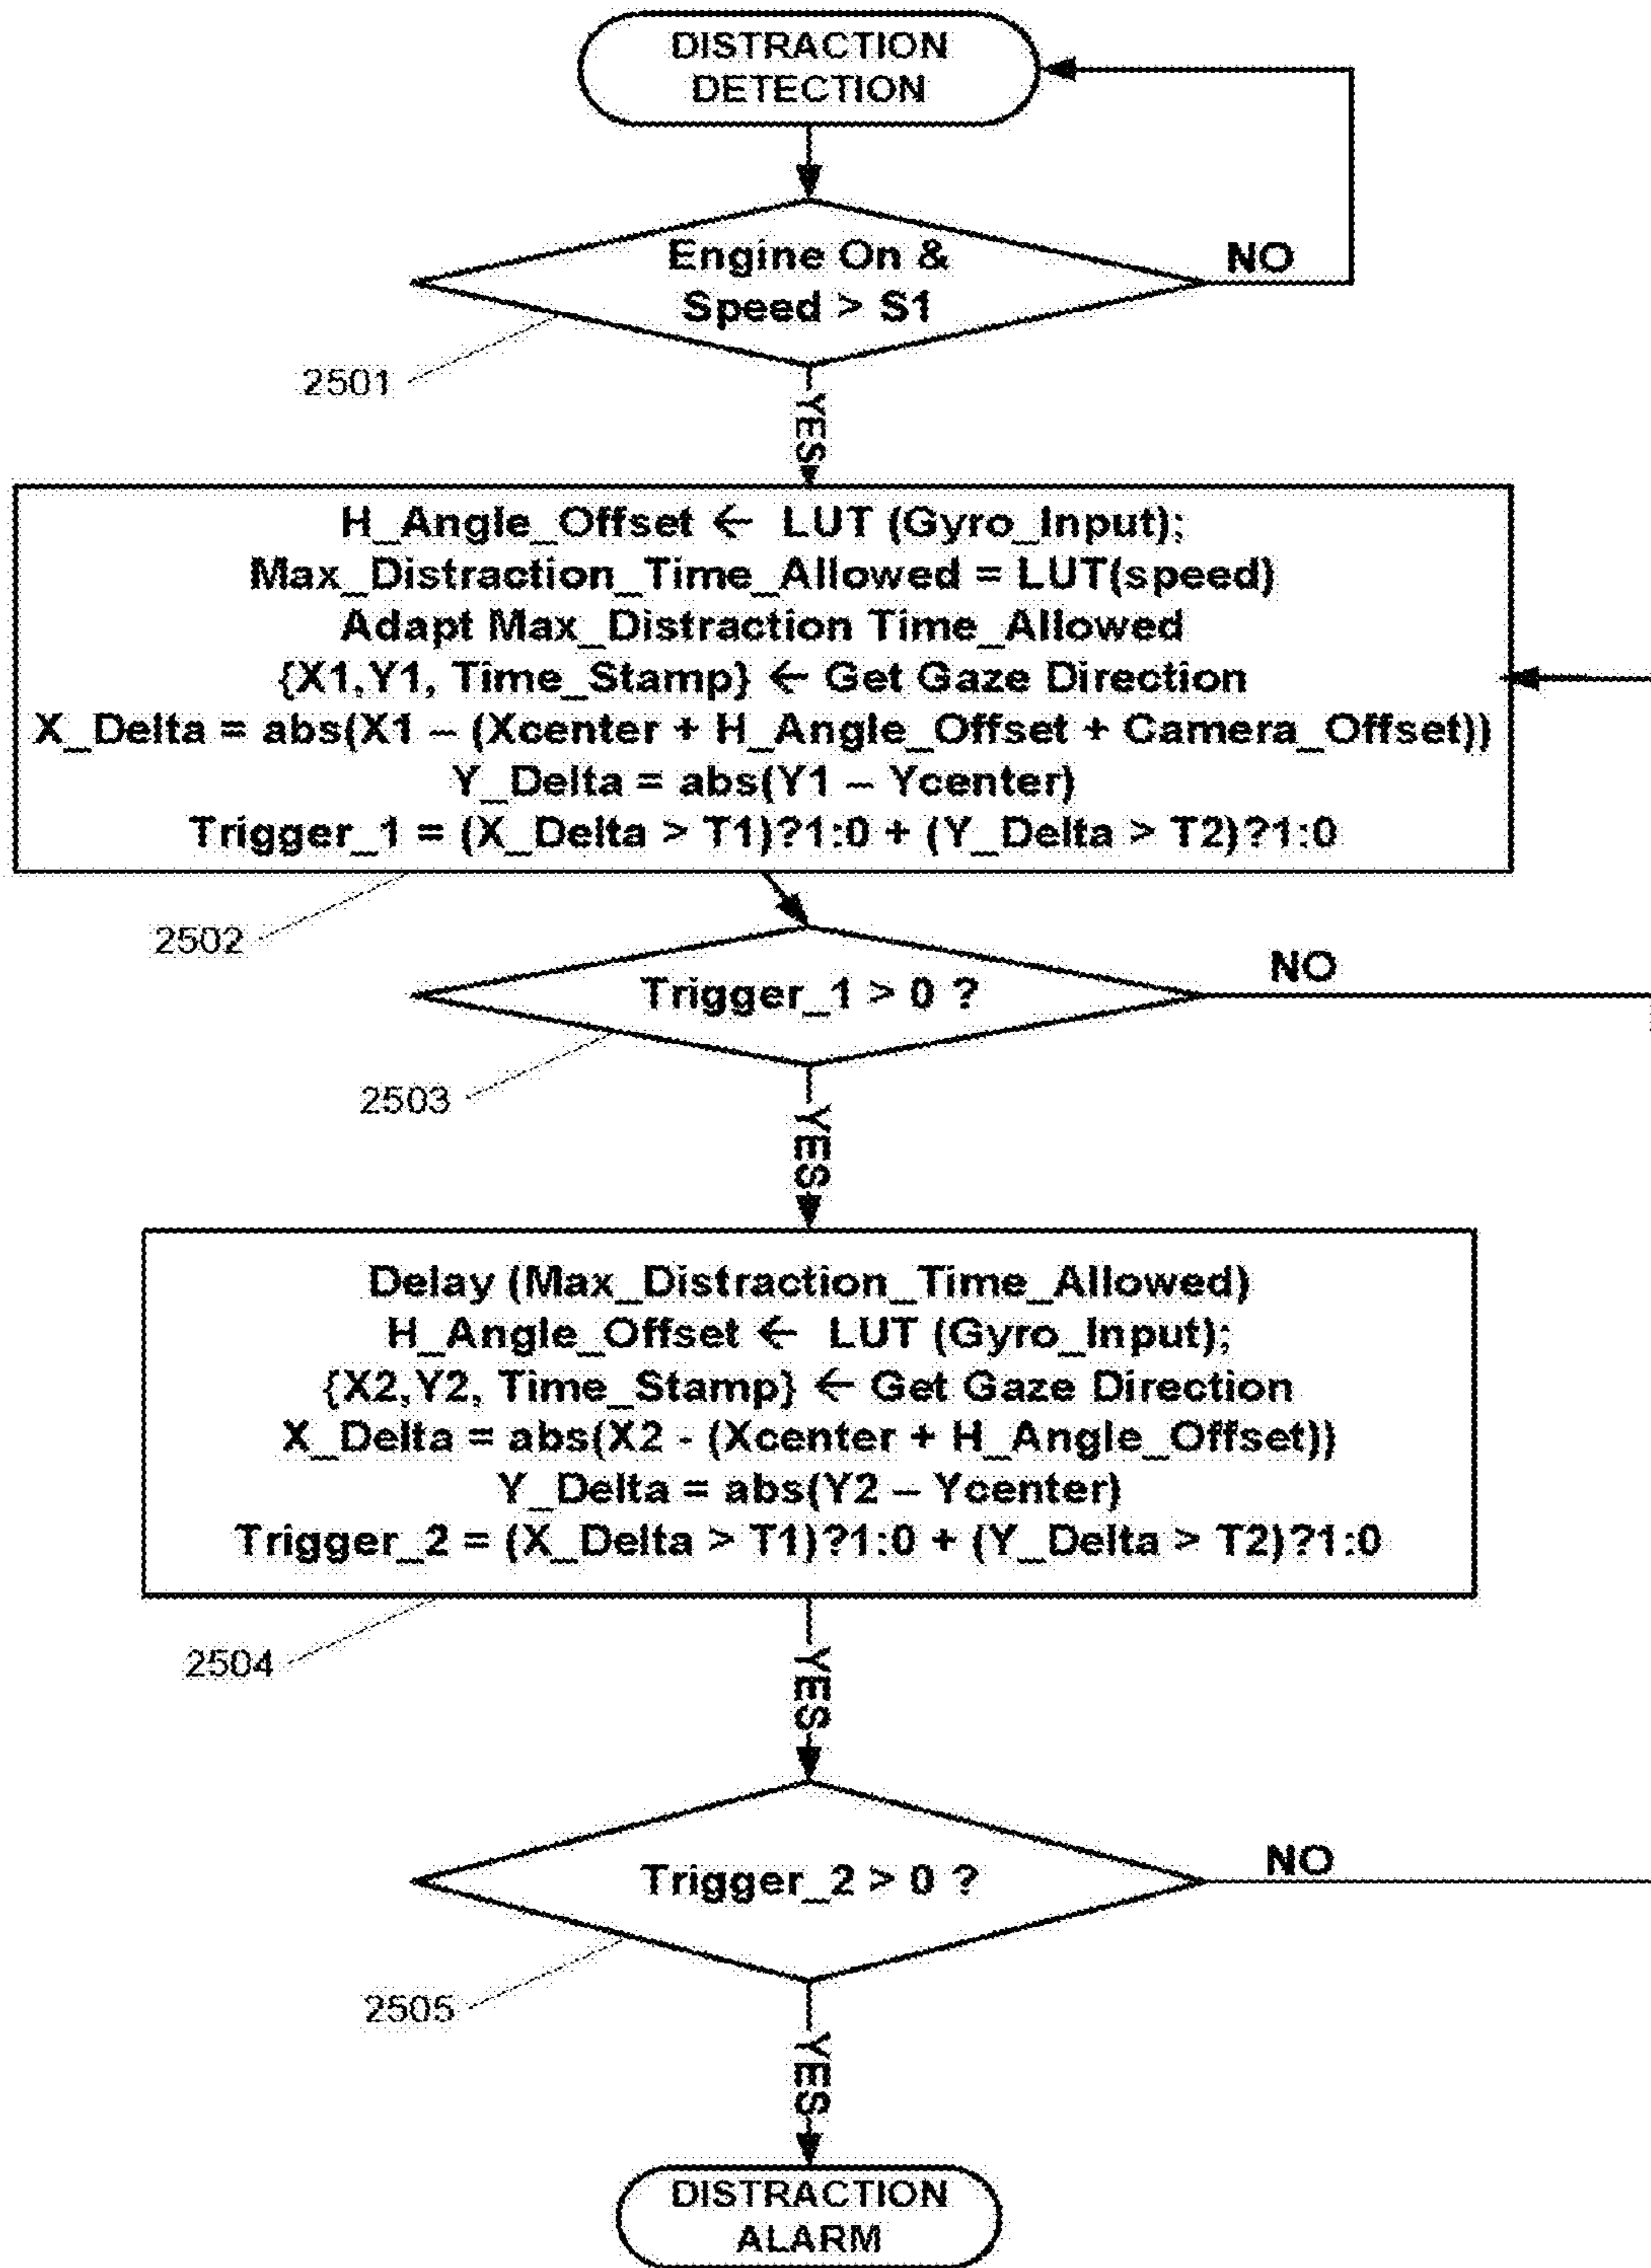 DISTRACTION
DETECTION
Engine On &
Speed > S1
NO
2501
YES
H_Angle_Offset ← LUT (Gyro_Input);
Max_Distraction_Time_Allowed = LUT(speed)
Adapt Max_Distraction Time_Allowed
{X1,Y1, Time_Stamp} ← Get Gaze Direction
X_Delta = abs(X1 – (Xcenter + H_Angle_Offset + Camera_Offset))
Y_Delta = abs(Y1 – Ycenter)
Trigger_1 = (X_Delta > T1)?1:0 + (Y_Delta > T2)?1:0
2502
Trigger_1 > 0 ?
NO
2503
YES
Delay (Max_Distraction_Time_Allowed)
H_Angle_Offset ← LUT (Gyro_Input);
{X2,Y2, Time_Stamp} ← Get Gaze Direction
X_Delta = abs(X2 - (Xcenter + H_Angle_Offset))
Y_Delta = abs(Y2 – Ycenter)
Trigger_2 = (X_Delta > T1)?1:0 + (Y_Delta > T2)?1:0
2504
YES
Trigger_2 > 0 ?
NO
2505
YES
DISTRACTION
ALARM